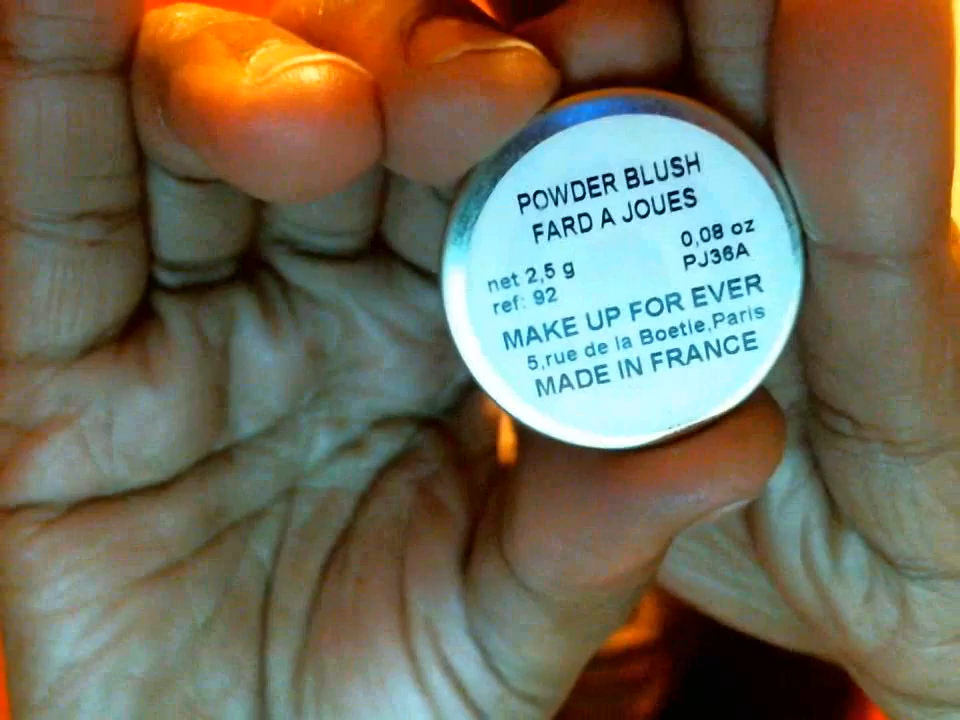 POWDER BLUSH
FARD A JOUES
net 2,5 g 0,08 oz
ref: 92 PJ36A
MAKE UP FOR EVER
5,rue de la Boetie,Paris
MADE IN FRANCE